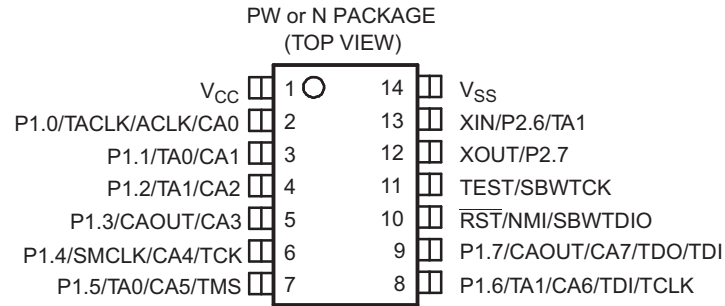 PW or N PACKAGE
(TOP VIEW)
VCC 1 14 VSS
P1.0/TACLK/ACLK/CA0 2 13 XIN/P2.6/TA1
P1.1/TA0/CA1 3 12 XOUT/P2.7
P1.2/TA1/CA2 4 11 TEST/SBWTCK
P1.3/CAOUT/CA3 5 10 RST/NMI/SBWTDIO
P1.4/SMCLK/CA4/TCK 6 9 P1.7/CAOUT/CA7/TDO/TDI
P1.5/TA0/CA5/TMS 7 8 P1.6/TA1/CA6/TDI/TCLK